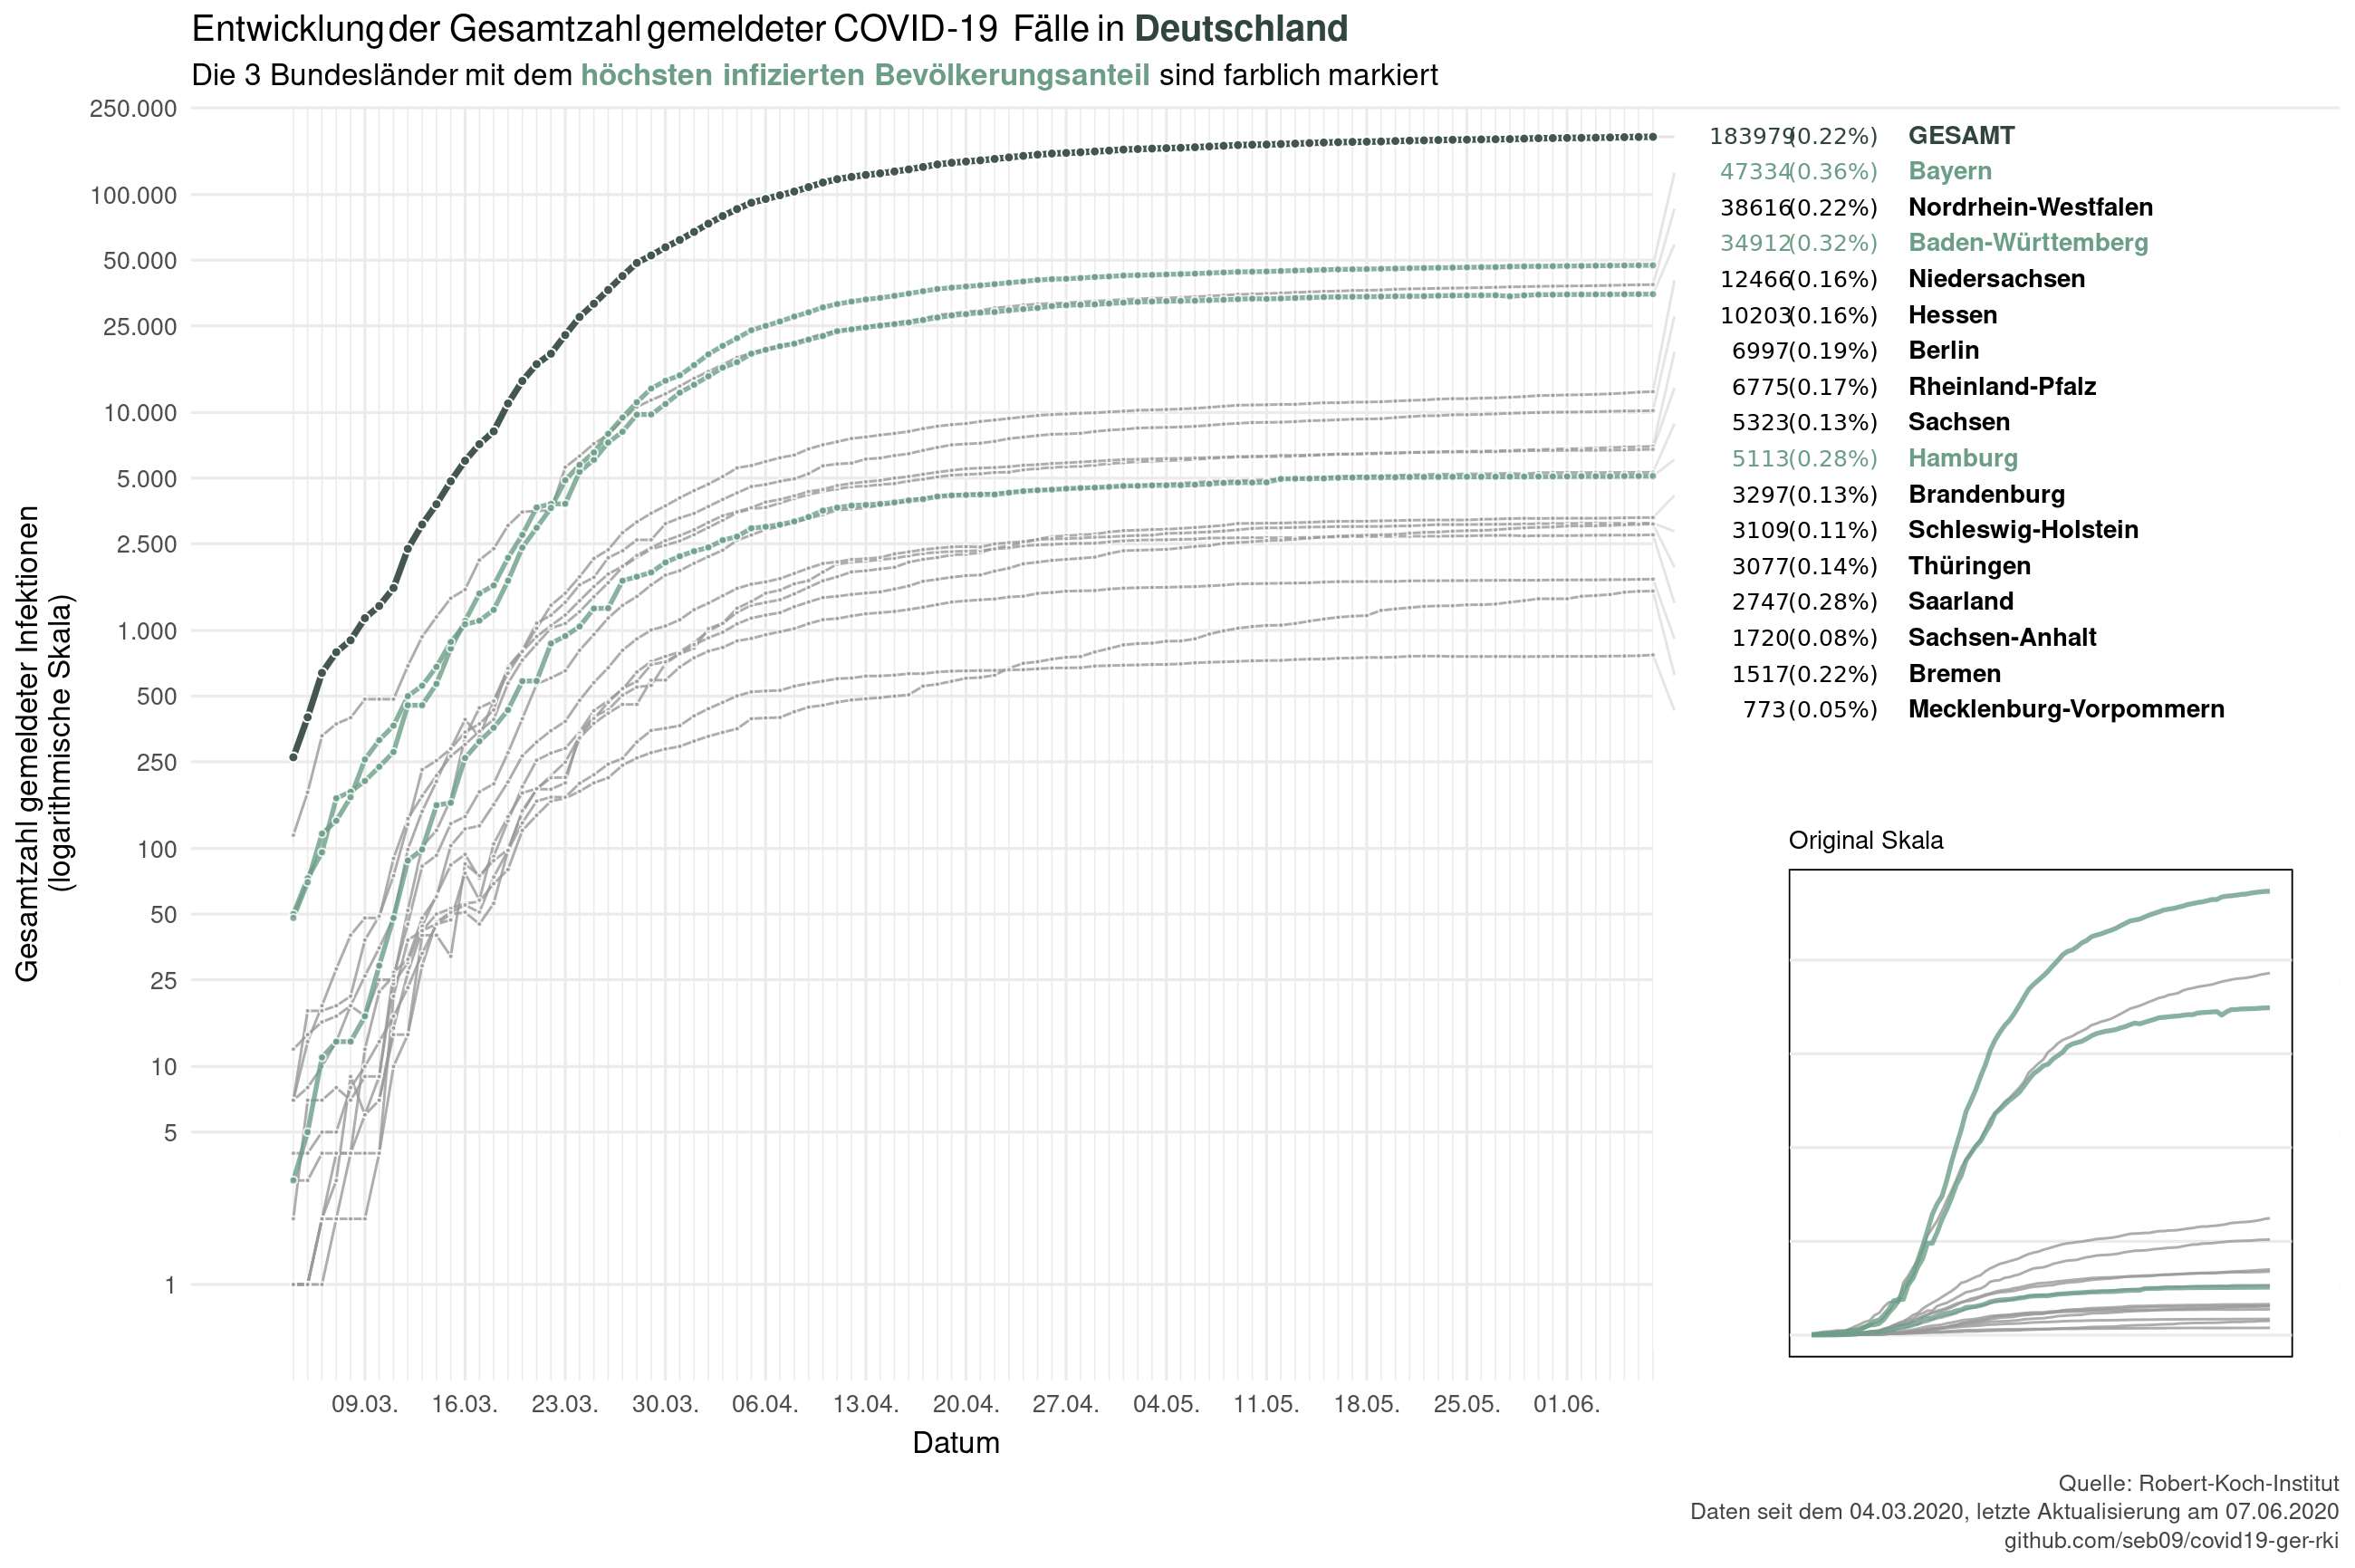 Entwicklung der Gesamtzahl gemeldeter COVID-19 Fälle in Deutschland
Die 3 Bundesländer mit dem höchsten infizierten Bevölkerungsanteil sind farblich markiert
Gesamtzahl gemeldeter Infektionen
(logarithmische Skala)
250.000
100.000
50.000
25.000
10.000
5.000
2.500
1.000
500
250
100
50
25
10
5
1
09.03. 16.03. 23.03. 30.03. 06.04. 13.04. 20.04. 27.04. 04.05. 11.05. 18.05. 25.05. 01.06.
Datum
183979 (0.22%) GESAMT
47334 (0.36%) Bayern
38616 (0.22%) Nordrhein-Westfalen
34912 (0.32%) Baden-Württemberg
12466 (0.16%) Niedersachsen
10203 (0.16%) Hessen
6997 (0.19%) Berlin
6775 (0.17%) Rheinland-Pfalz
5323 (0.13%) Sachsen
5113 (0.28%) Hamburg
3297 (0.13%) Brandenburg
3109 (0.11%) Schleswig-Holstein
3077 (0.14%) Thüringen
2747 (0.28%) Saarland
1720 (0.08%) Sachsen-Anhalt
1517 (0.22%) Bremen
773 (0.05%) Mecklenburg-Vorpommern
Original Skala
Quelle: Robert-Koch-Institut
Daten seit dem 04.03.2020, letzte Aktualisierung am 07.06.2020
github.com/seb09/covid19-ger-rki